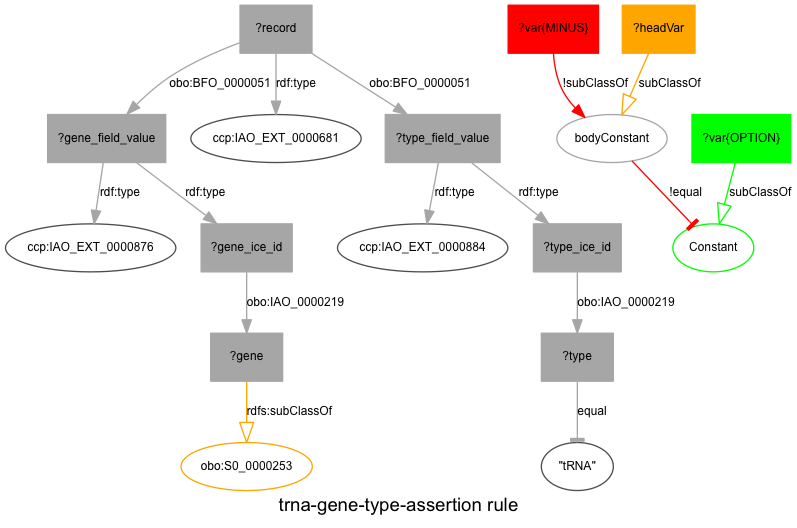 ?record
?var{MINUS}
?headVar
obo:BFO_0000051
rdf:type
obo:BFO_0000051
!subClassOf
subClassOf
?gene_field_value
ccp:IAO_EXT_0000681
?type_field_value
bodyConstant
?var{OPTION}
rdf:type
rdf:type
rdf:type
rdf:type
!equal
subClassOf
ccp:IAO_EXT_0000876
?gene_ice_id
ccp:IAO_EXT_0000884
?type_ice_id
Constant
obo:IAO_0000219
obo:IAO_0000219
?gene
?type
rdfs:subClassOf
equal
obo:S0_0000253
"tRNA"
trna-gene-type-assertion rule